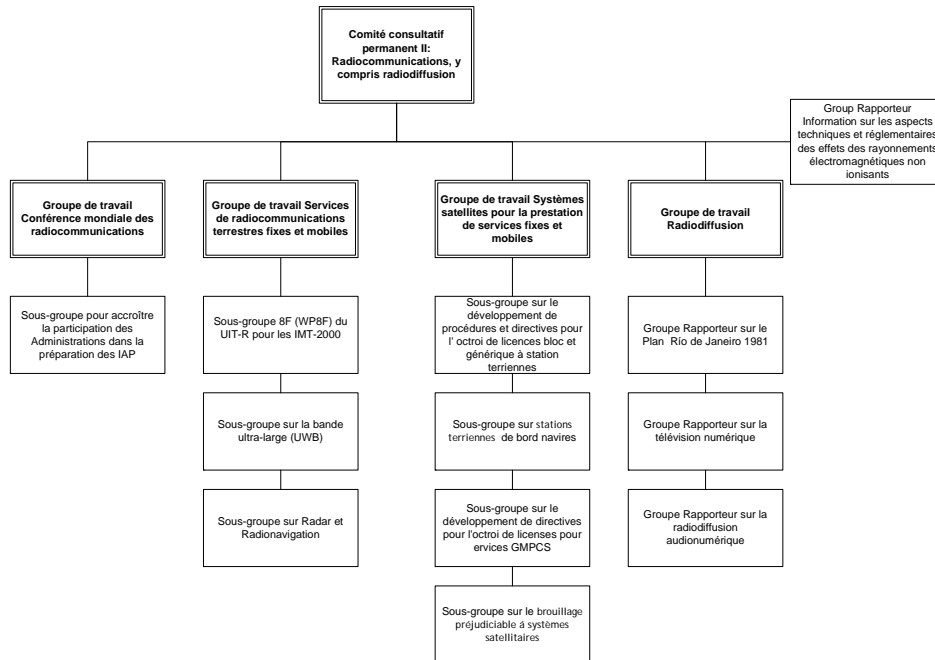 Comité consultatif
permanent II:
Radiocommunications, y
compris radiodiffusion
Group Rapporteur
Information sur les aspects
techniques et réglementaires
des effets des rayonnements
électromagnétiques non
ionisants
Groupe de travail
Conférence mondiale des
radiocommunications
Groupe de travail Services
de radiocommunications
terrestres fixes et mobiles
Groupe de travail Systèmes
satellites pour la prestation
de services fixes et
mobiles
Groupe de travail
Radiodiffusion
Sous-groupe pour accroître
la participation des
Administrations dans la
préparation des IAP
Sous-groupe 8F (WP8F) du
UIT-R pour les IMT-2000
Sous-groupe sur le
développement de
procédures et directives pour
l' octroi de licences bloc et
générique à station
terriennes
Groupe Rapporteur sur le
Plan Río de Janeiro 1981
Sous-groupe sur la bande
ultra-large (UWB)
Sous-groupe sur stations
terriennes de bord navires
Groupe Rapporteur sur la
télévision numérique
Sous-groupe sur Radar et
Radionavigation
Sous-groupe sur le
développement de directives
pour l'octroi de licenses pour
ervices GMPCS
Groupe Rapporteur sur la
radiodiffusion
audionumérique
Sous-groupe sur le brouillage
préjudiciable á systèmes
satellitaires